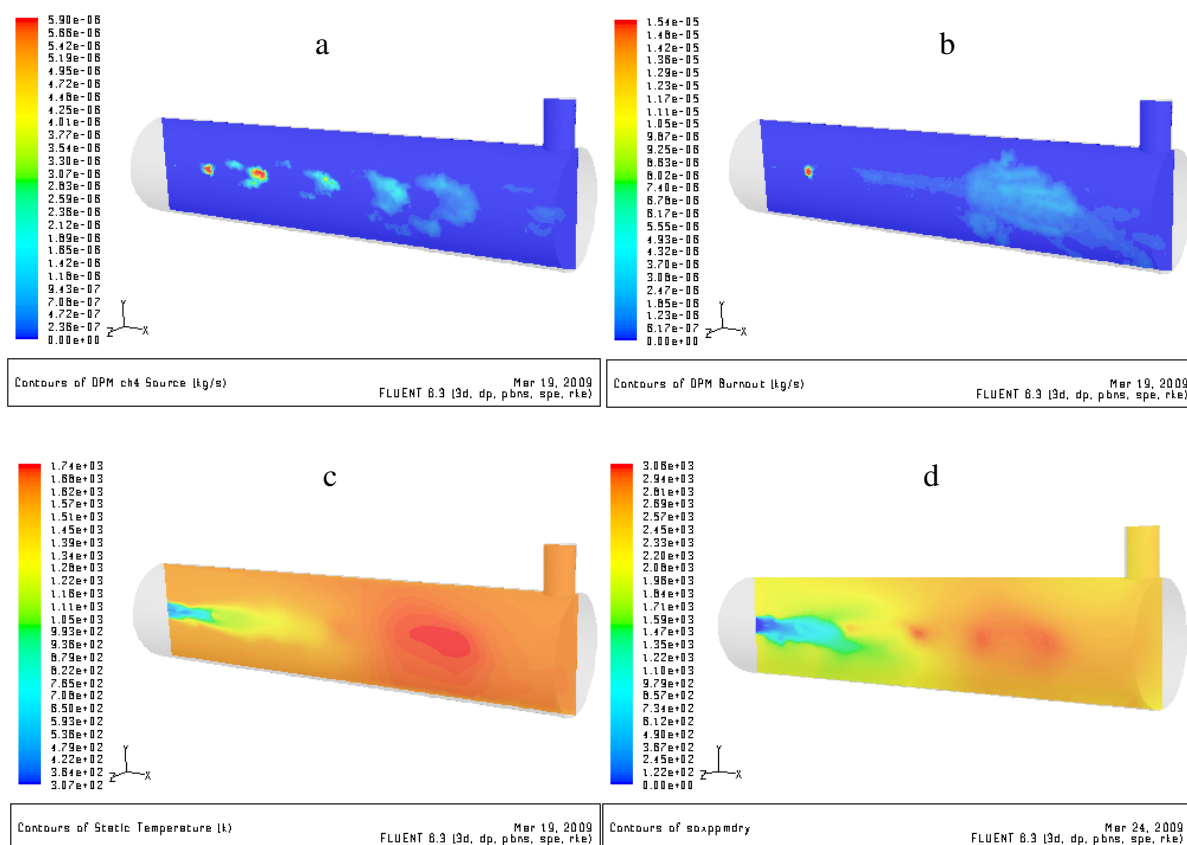 a
5.90e-06
5.66e-06
5.42e-06
5.19e-06
4.95e-06
4.72e-06
4.48e-06
4.25e-06
4.01e-06
3.77e-06
3.54e-06
3.30e-06
3.07e-06
2.83e-06
2.59e-06
2.36e-06
2.12e-06
1.89e-06
1.65e-06
1.42e-06
1.18e-06
9.43e-07
7.08e-07
4.72e-07
2.36e-07
0.00e+00
Y
Z X
Contours of DPM ch4 Source (kg/s)
Mar 19, 2009
FLUENT 6.3 (3d, dp, pbns, spe, rke)
b
1.54e-05
1.48e-05
1.42e-05
1.36e-05
1.30e-05
1.23e-05
1.17e-05
1.11e-05
1.05e-05
9.87e-06
9.25e-06
8.63e-06
8.02e-06
7.40e-06
6.78e-06
6.17e-06
5.55e-06
4.93e-06
4.32e-06
3.70e-06
3.08e-06
2.47e-06
1.85e-06
1.23e-06
6.17e-07
0.00e+00
Y
Z X
Contours of DPM Burnout (kg/s)
Mar 19, 2009
FLUENT 6.3 (3d, dp, pbns, spe, rke)
c
1.74e+03
1.68e+03
1.62e+03
1.57e+03
1.51e+03
1.45e+03
1.39e+03
1.34e+03
1.28e+03
1.22e+03
1.16e+03
1.11e+03
1.05e+03
9.93e+02
9.36e+02
8.79e+02
8.22e+02
7.65e+02
7.08e+02
6.50e+02
5.93e+02
5.36e+02
4.79e+02
4.22e+02
3.64e+02
3.07e+02
Y
Z X
Contours of Static Temperature (k)
Mar 19, 2009
FLUENT 6.3 (3d, dp, pbns, spe, rke)
d
3.06e+03
2.94e+03
2.81e+03
2.69e+03
2.57e+03
2.45e+03
2.33e+03
2.20e+03
2.08e+03
1.96e+03
1.84e+03
1.71e+03
1.59e+03
1.47e+03
1.35e+03
1.22e+03
1.10e+03
9.79e+02
8.57e+02
7.34e+02
6.12e+02
4.90e+02
3.67e+02
2.45e+02
1.22e+02
0.00e+00
Y
Z X
Contours of soxppmdry
Mar 24, 2009
FLUENT 6.3 (3d, dp, pbns, spe, rke)